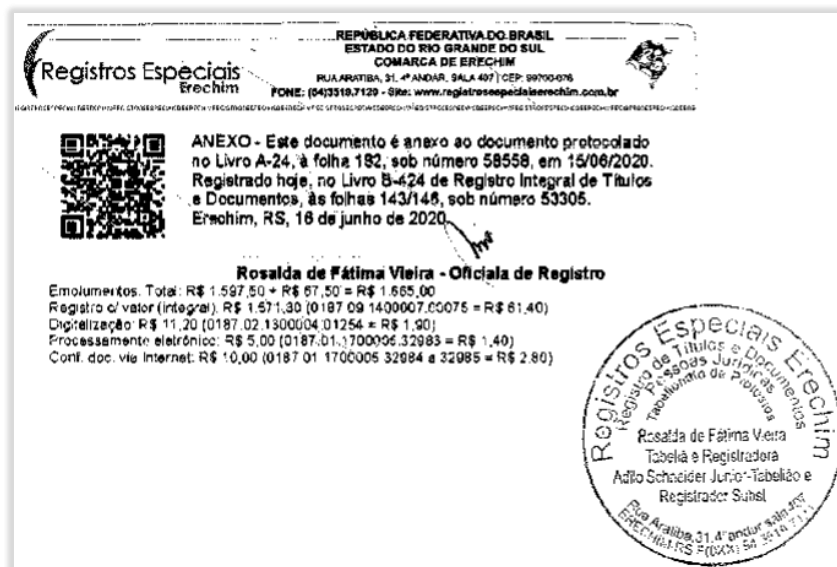 REPÚBLICA FEDERATIVA DO BRASIL
ESTADO DO RIO GRANDE DO SUL
COMARCA DE ERECHIM
RUA ARATIBA, 31, 4º ANDAR, SALA 407 | CEP: 99700-076
FONE: (54)3519.7120 - Site: www.registrosespeciaiserechim.com.br
Registros Especiais
Erechim
ANEXO - Este documento é anexo ao documento protocolado
no Livro A-24, à folha 192, sob número 58558, em 15/06/2020.
Registrado hoje, no Livro B-424 de Registro Integral de Títulos
e Documentos, às folhas 143/146, sob número 53305.
Erechim, RS, 16 de junho de 2020
Rosalda de Fátima Vieira - Oficiala de Registro
Emolumentos. Total: R$ 1.597,50 + R$ 67,50 = R$ 1.665,00
Registro c/ valor (integral): R$ 1.571,30 (0187.09.1400007.00075 = R$ 61,40)
Digitalização: R$ 11,20 (0187.02.1300004.01254 = R$ 1,90)
Processamento eletrônico: R$ 5,00 (0187.01.1700005.32983 = R$ 1,40)
Conf. doc. via Internet: R$ 10,00 (0187.01.1700005.32984 a 32985 = R$ 2,80)
Registros Especiais Erechim
Registro de Títulos e Documentos
Pessoas Jurídicas
Tabelionato de Protestos
Rosalda de Fátima Vieira
Tabeliã e Registradora
Adilo Schneider Junior-Tabelião e
Registrador Subst
Rua Aratiba, 31, 4º andar sala 407
ERECHIM-RS